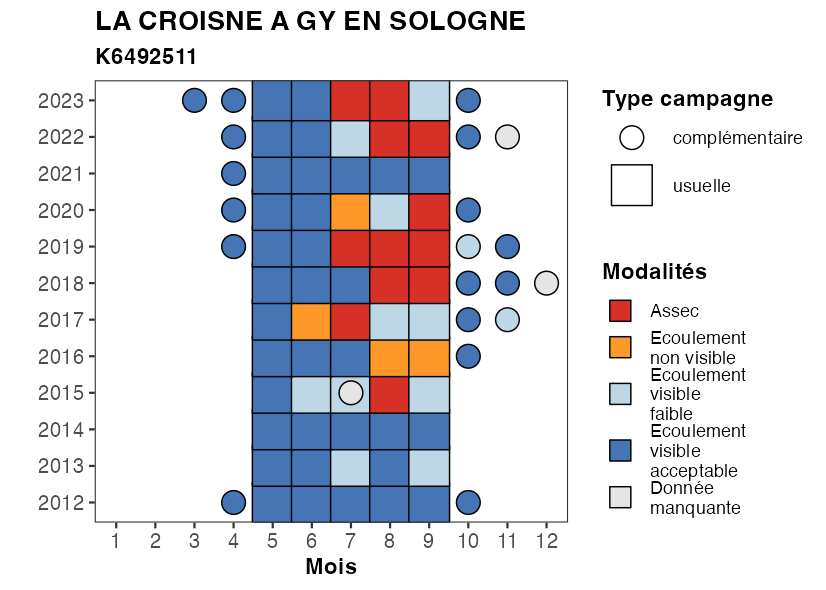 LA CROISNE A GY EN SOLOGNE
K6492511
2023
2022
2021
2020
2019
2018
2017
2016
2015
2014
2013
2012
1 2 3 4 5 6 7 8 9 10 11 12
Mois
Type campagne
complémentaire
usuelle
Modalités
Assec
Ecoulement
non visible
Ecoulement
visible
faible
Ecoulement
visible
acceptable
Donnée
manquante